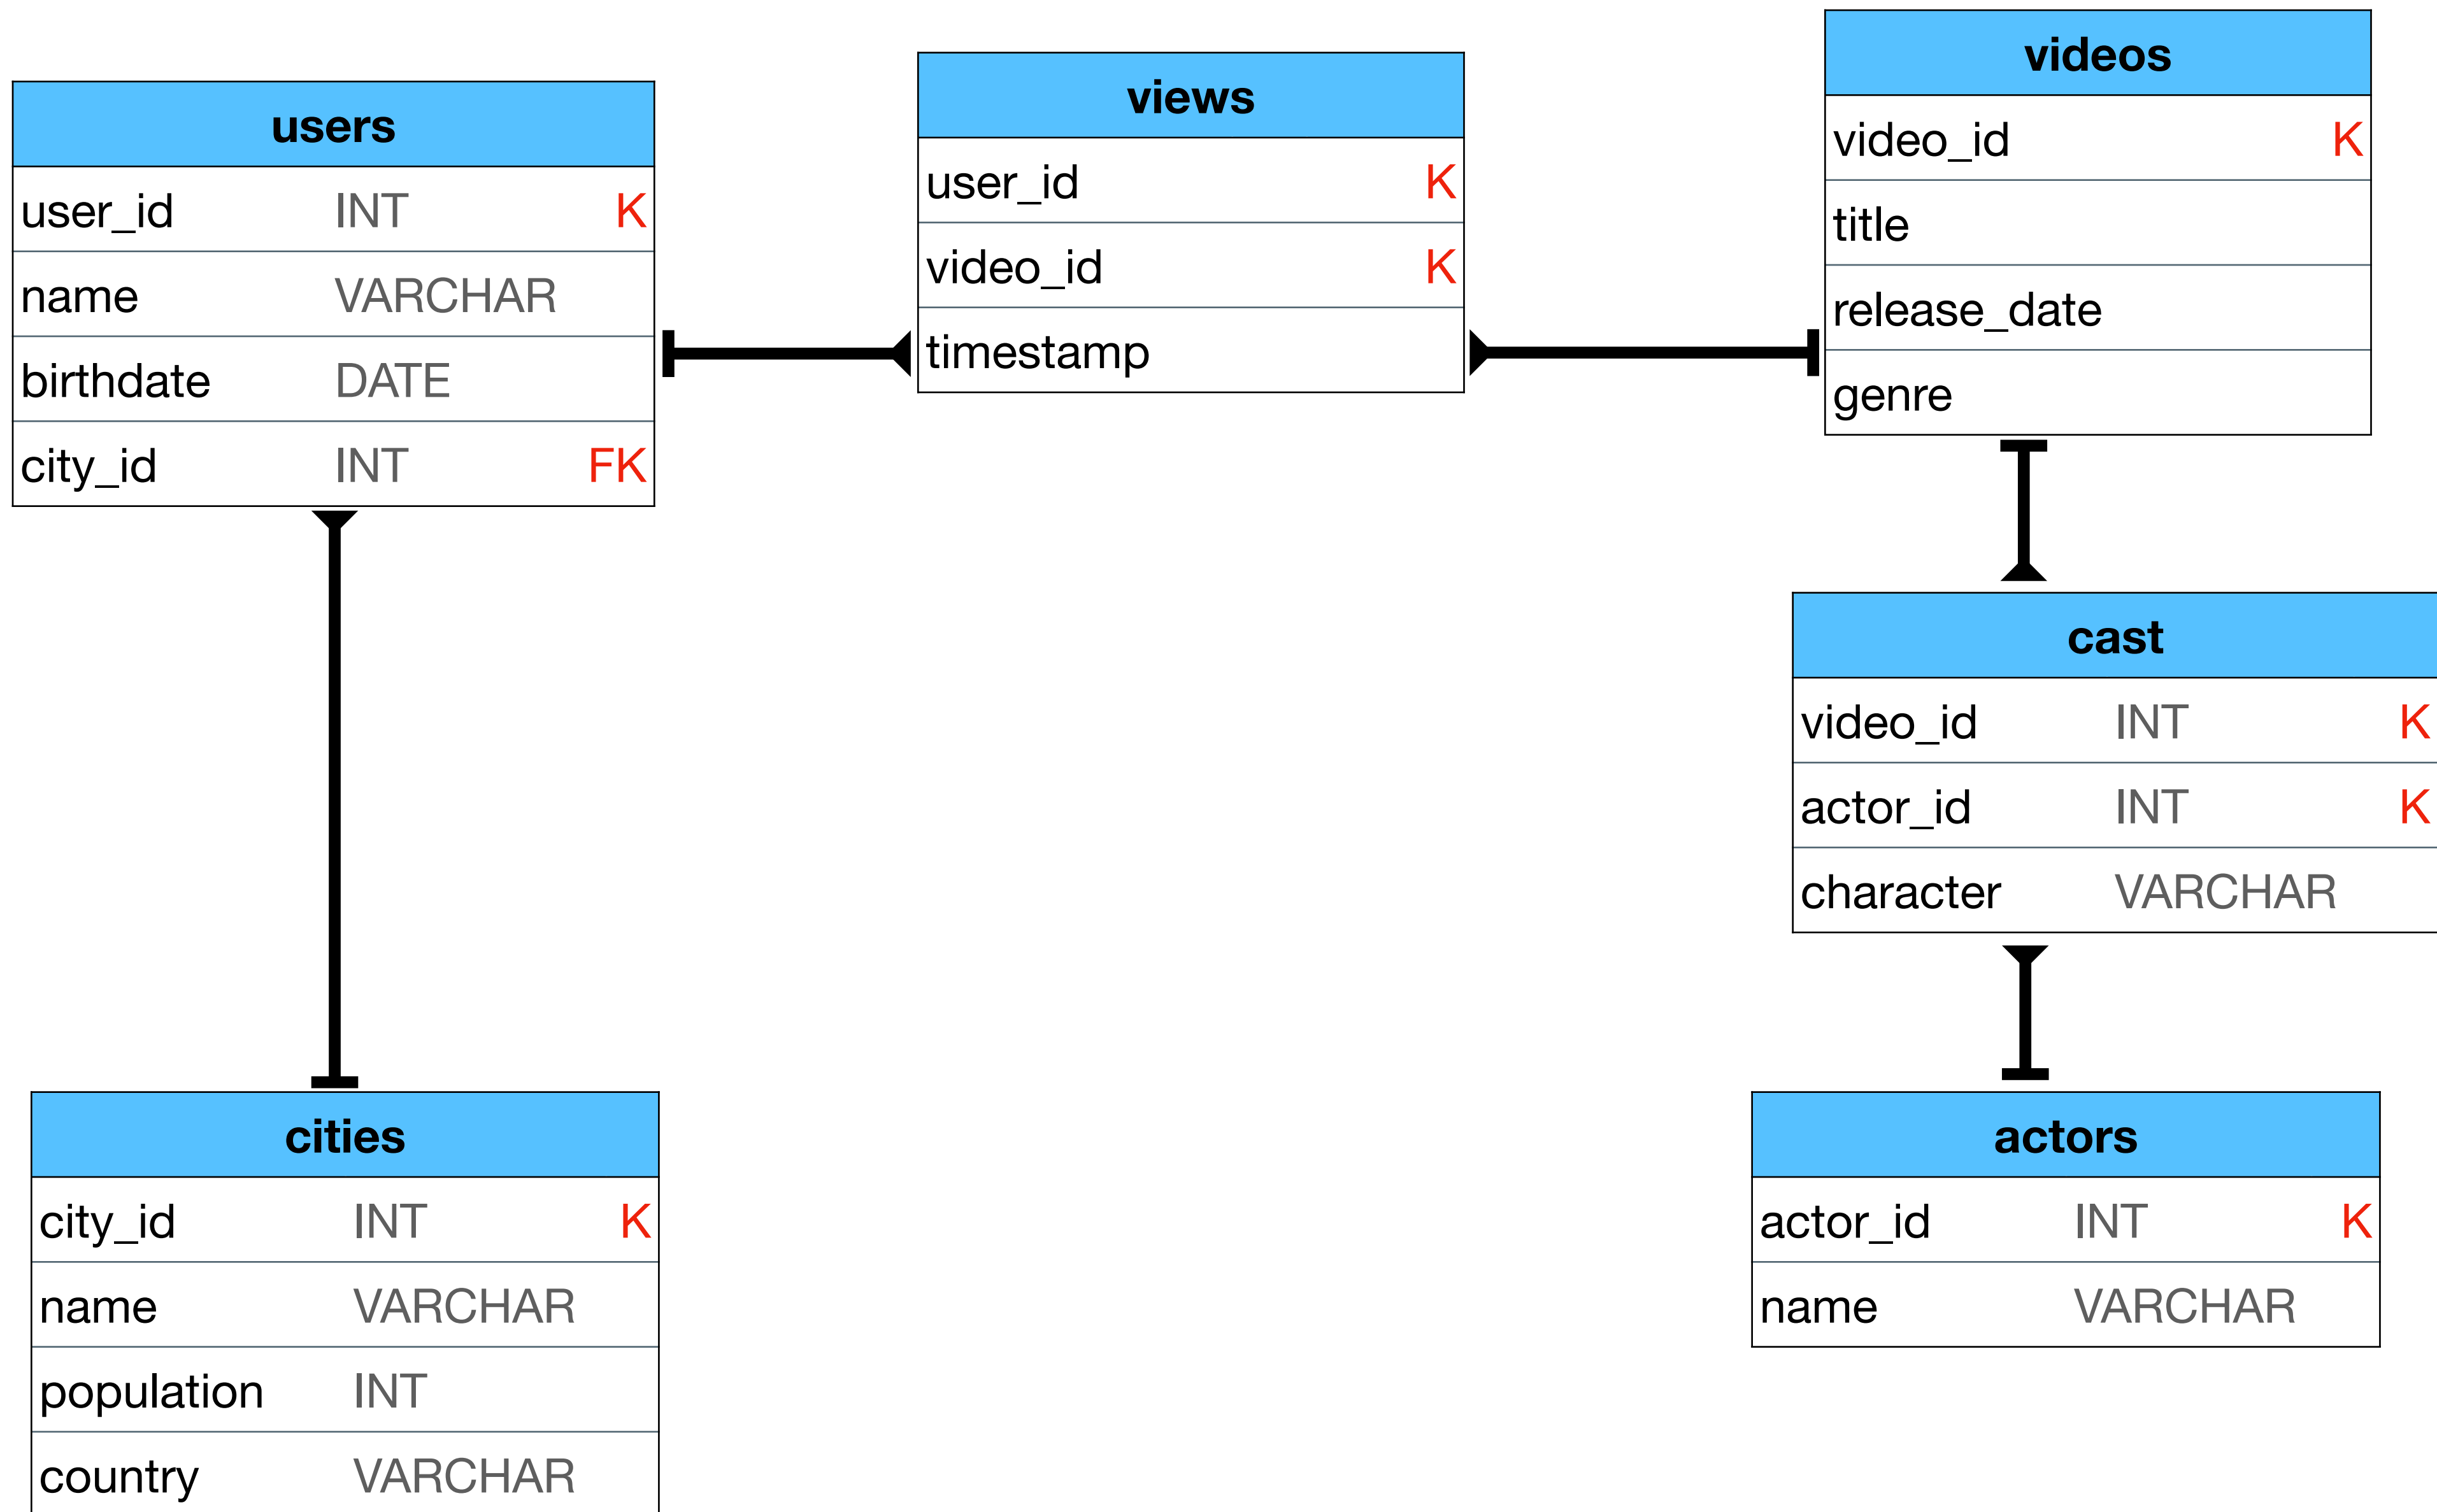 users
user_id INT K
name VARCHAR
birthdate DATE
city_id INT FK
views
user_id K
video_id K
timestamp
videos
video_id K
title
release_date
genre
cast
video_id INT K
actor_id INT K
character VARCHAR
cities
city_id INT K
name VARCHAR
population INT
country VARCHAR
actors
actor_id INT K
name VARCHAR